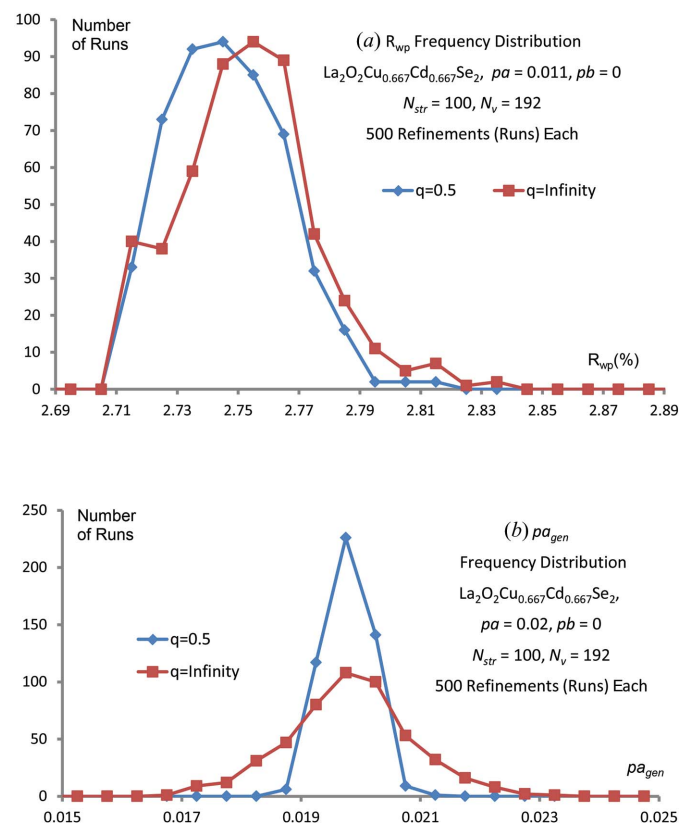 Number
of Runs
(a) Rwp Frequency Distribution
La2O2Cu0.667Cd0.667Se2, pa = 0.011, pb = 0
Nstr = 100, Nv = 192
500 Refinements (Runs) Each
q=0.5 q=Infinity
100
90
80
70
60
50
40
30
20
10
0
Rwp(%)
2.69 2.71 2.73 2.75 2.77 2.79 2.81 2.83 2.85 2.87 2.89
Number
of Runs
(b) pagen
Frequency Distribution
La2O2Cu0.667Cd0.667Se2,
pa = 0.02, pb = 0
Nstr = 100, Nv = 192
500 Refinements (Runs) Each
q=0.5
q=Infinity
250
200
150
100
50
0
pagen
0.015 0.017 0.019 0.021 0.023 0.025